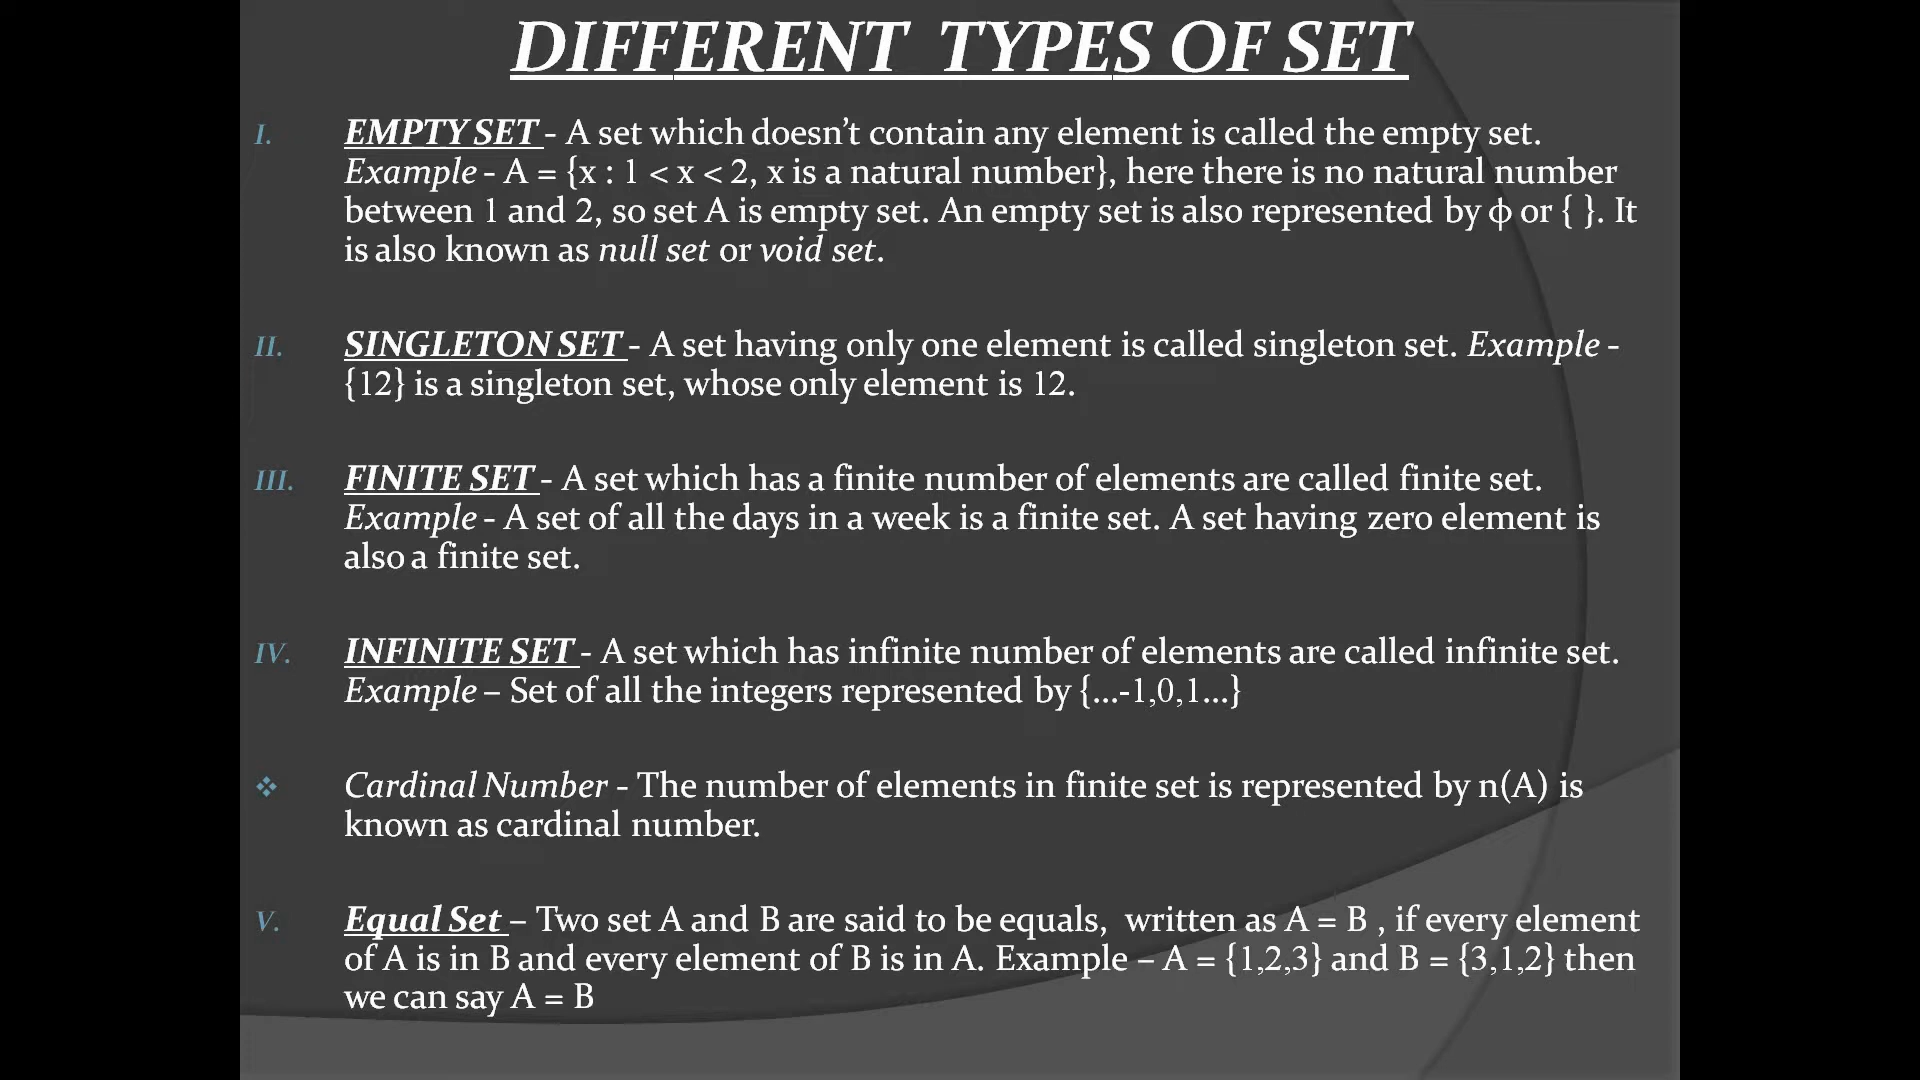 DIFFERENT TYPES OF SET
I. EMPTY SET - A set which doesn’t contain any element is called the empty set.
Example - A = {x : 1 < x < 2, x is a natural number}, here there is no natural number
between 1 and 2, so set A is empty set. An empty set is also represented by ф or { }. It
is also known as null set or void set.
II. SINGLETON SET - A set having only one element is called singleton set. Example -
{12} is a singleton set, whose only element is 12.
III. FINITE SET - A set which has a finite number of elements are called finite set.
Example - A set of all the days in a week is a finite set. A set having zero element is
also a finite set.
IV. INFINITE SET - A set which has infinite number of elements are called infinite set.
Example – Set of all the integers represented by {...-1,0,1...}
❖ Cardinal Number - The number of elements in finite set is represented by n(A) is
known as cardinal number.
V. Equal Set – Two set A and B are said to be equals, written as A = B , if every element
of A is in B and every element of B is in A. Example – A = {1,2,3} and B = {3,1,2} then
we can say A = B